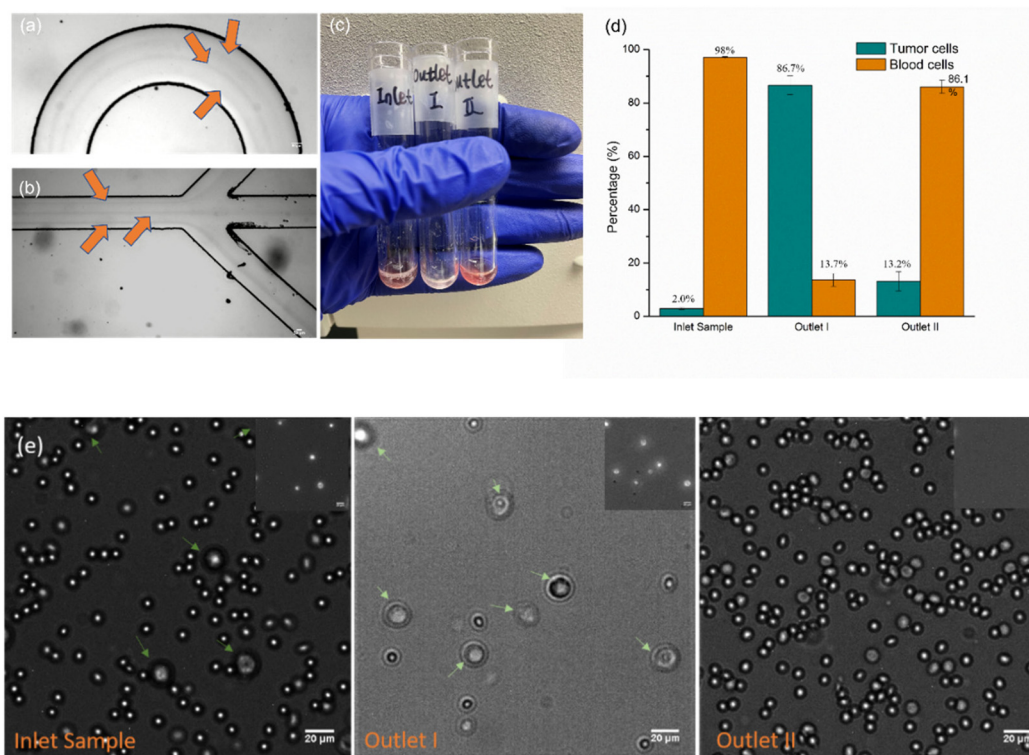 (a)
(b)
(c)
Inlet
Outlet
I
Outlet
II
(d)
Tumor cells
Blood cells
Percentage (%)
100
80
60
40
20
0
2.0%
98%
86.7%
13.7%
13.2%
86.1
%
Inlet Sample
Outlet I
Outlet II
(e)
Inlet Sample
20 µm
Outlet I
20 µm
Outlet II
20 µm